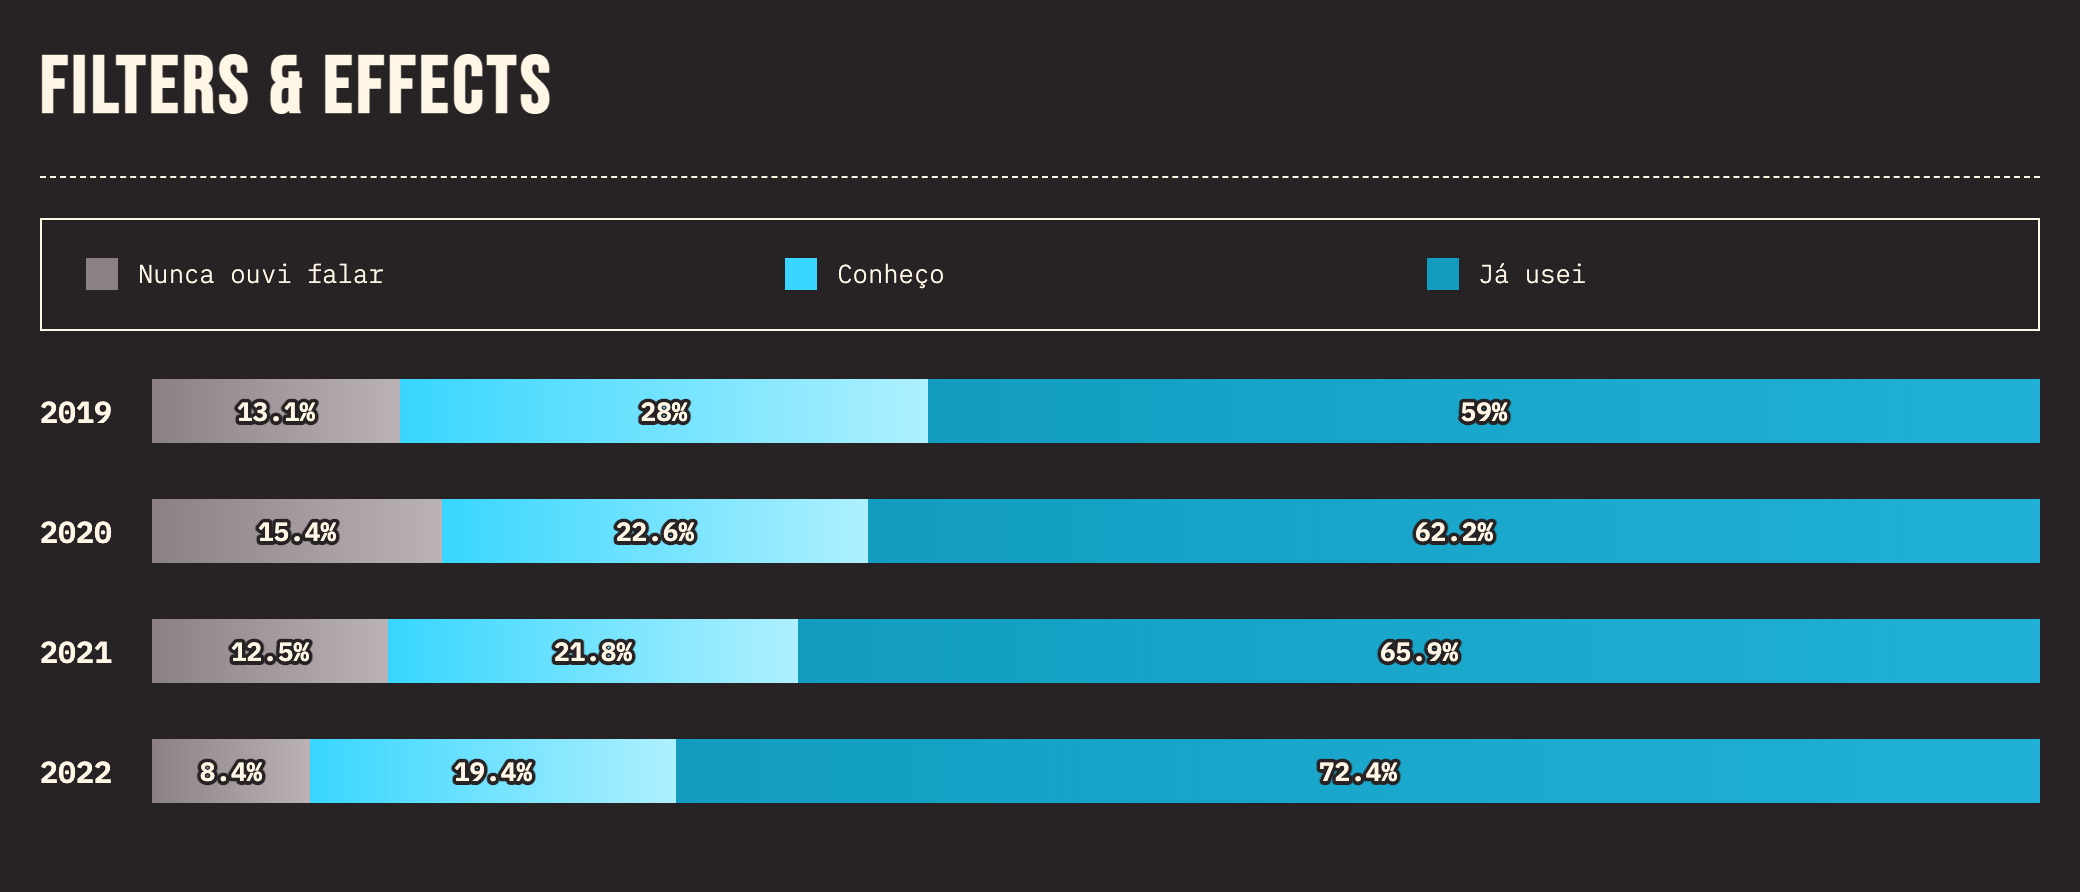 FILTERS & EFFECTS
Nunca ouvi falar Conheço Já usei
2019 13.1% 28% 59%
2020 15.4% 22.6% 62.2%
2021 12.5% 21.8% 65.9%
2022 8.4% 19.4% 72.4%